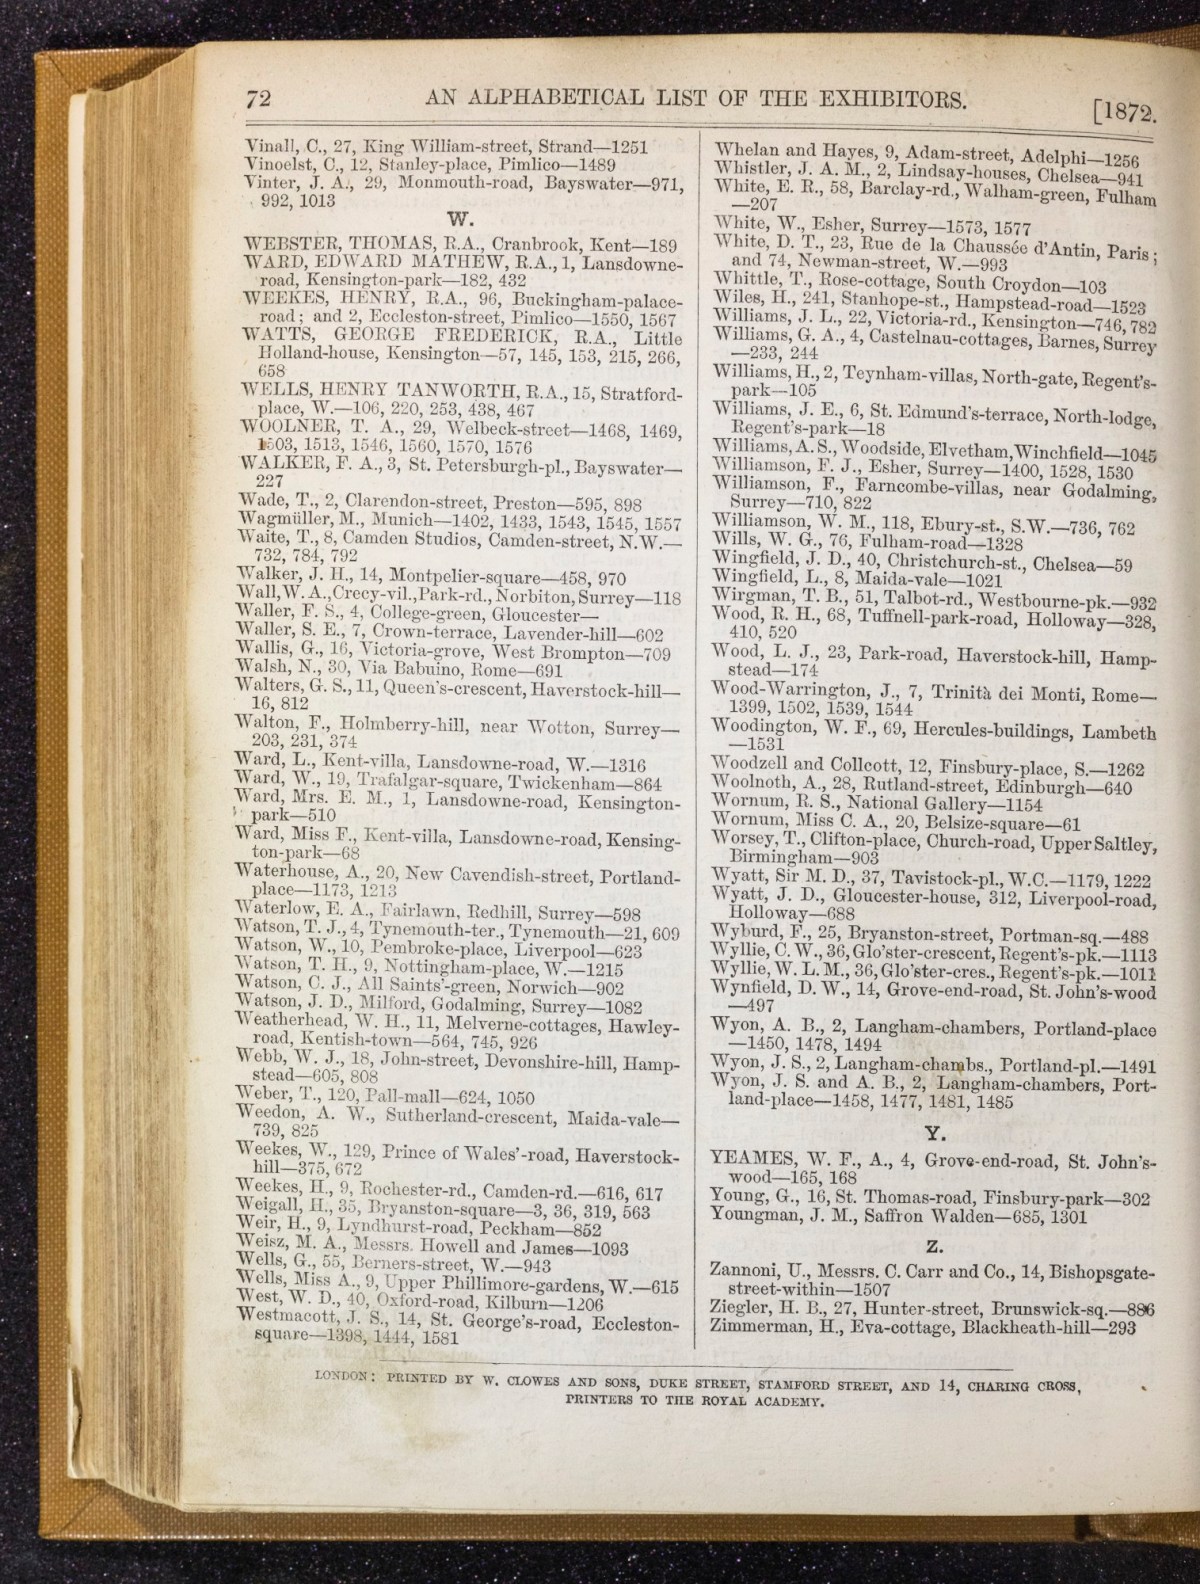 72
AN ALPHABETICAL LIST OF THE EXHIBITORS.
[1872.
Vinall, C., 27, King William-street, Strand—1251
Vinoelst, C., 12, Stanley-place, Pimlico—1489
Vinter, J. A., 29, Monmouth-road, Bayswater—971,
992, 1013
W.
WEBSTER, THOMAS, R.A., Cranbrook, Kent—189
WARD, EDWARD MATHEW, R.A., 1, Lansdowne-
road, Kensington-park—182, 432
WEEKES, HENRY, R.A., 96, Buckingham-palace-
road; and 2, Eccleston-street, Pimlico—1550, 1567
WATTS, GEORGE FREDERICK, R.A., Little
Holland-house, Kensington—57, 145, 153, 215, 266,
658
WELLS, HENRY TANWORTH, R.A., 15, Stratford-
place, W.—106, 220, 253, 438, 467
WOOLNER, T. A., 29, Welbeck-street—1468, 1469,
1503, 1513, 1546, 1560, 1570, 1576
WALKER, F. A., 3, St. Petersburgh-pl., Bayswater—
227
Wade, T., 2, Clarendon-street, Preston—595, 898
Wagmüller, M., Munich—1402, 1433, 1543, 1545, 1557
Waite, T., 8, Camden Studios, Camden-street, N.W.—
732, 784, 792
Walker, J. H., 14, Montpelier-square—458, 970
Wall, W. A., Crecy-vil., Park-rd., Norbiton, Surrey—118
Waller, F. S., 4, College-green, Gloucester—
Waller, S. E., 7, Crown-terrace, Lavender-hill—602
Wallis, G., 16, Victoria-grove, West Brompton—709
Walsh, N., 30, Via Babuino, Rome—691
Walters, G. S., 11, Queen's-crescent, Haverstock-hill—
16, 812
Walton, F., Holmberry-hill, near Wotton, Surrey—
203, 231, 374
Ward, L., Kent-villa, Lansdowne-road, W.—1316
Ward, W., 19, Trafalgar-square, Twickenham—864
Ward, Mrs. E. M., 1, Lansdowne-road, Kensington-
park—510
Ward, Miss F., Kent-villa, Lansdowne-road, Kensing-
ton-park—68
Waterhouse, A., 20, New Cavendish-street, Portland-
place—1173, 1213
Waterlow, E. A., Fairlawn, Redhill, Surrey—598
Watson, T. J., 4, Tynemouth-ter., Tynemouth—21, 609
Watson, W., 10, Pembroke-place, Liverpool—623
Watson, T. H., 9, Nottingham-place, W.—1215
Watson, C. J., All Saints'-green, Norwich—902
Watson, J. D., Milford, Godalming, Surrey—1082
Weatherhead, W. H., 11, Melverne-cottages, Hawley-
road, Kentish-town—564, 745, 926
Webb, W. J., 18, John-street, Devonshire-hill, Hamp-
stead—605, 808
Weber, T., 120, Pall-mall—624, 1050
Weedon, A. W., Sutherland-crescent, Maida-vale—
739, 825
Weekes, W., 129, Prince of Wales'-road, Haverstock-
hill—375, 672
Weekes, H., 9, Rochester-rd., Camden-rd.—616, 617
Weigall, H., 35, Bryanston-square—3, 36, 319, 563
Weir, H., 9, Lyndhurst-road, Peckham—852
Weisz, M. A., Messrs. Howell and James—1093
Wells, G., 55, Berners-street, W.—943
Wells, Miss A., 9, Upper Phillimore-gardens, W.—615
West, W. D., 40, Oxford-road, Kilburn—1206
Westmacott, J. S., 14, St. George's-road, Eccleston-
square—1398, 1444, 1581
Whelan and Hayes, 9, Adam-street, Adelphi—1256
Whistler, J. A. M., 2, Lindsay-houses, Chelsea—941
White, E. R., 58, Barclay-rd., Walham-green, Fulham
—207
White, W., Esher, Surrey—1573, 1577
White, D. T., 23, Rue de la Chaussée d'Antin, Paris;
and 74, Newman-street, W.—993
Whittle, T., Rose-cottage, South Croydon—103
Wiles, H., 241, Stanhope-st., Hampstead-road—1523
Williams, J. L., 22, Victoria-rd., Kensington—746, 782
Williams, G. A., 4, Castelnau-cottages, Barnes, Surrey
—233, 244
Williams, H., 2, Teynham-villas, North-gate, Regent's-
park—105
Williams, J. E., 6, St. Edmund's-terrace, North-lodge,
Regent's-park—18
Williams, A. S., Woodside, Elvetham, Winchfield—1045
Williamson, F. J., Esher, Surrey—1400, 1528, 1530
Williamson, F., Farncombe-villas, near Godalming,
Surrey—710, 822
Williamson, W. M., 118, Ebury-st., S.W.—736, 762
Wills, W. G., 76, Fulham-road—1328
Wingfield, J. D., 40, Christchurch-st., Chelsea—59
Wingfield, L., 8, Maida-vale—1021
Wirgman, T. B., 51, Talbot-rd., Westbourne-pk.—932
Wood, R. H., 68, Tuffnell-park-road, Holloway—328,
410, 520
Wood, L. J., 23, Park-road, Haverstock-hill, Hamp-
stead—174
Wood-Warrington, J., 7, Trinità dei Monti, Rome—
1399, 1502, 1539, 1544
Woodington, W. F., 69, Hercules-buildings, Lambeth
—1531
Woodzell and Collcott, 12, Finsbury-place, S.—1262
Woolnoth, A., 28, Rutland-street, Edinburgh—640
Wornum, R. S., National Gallery—1154
Wornum, Miss C. A., 20, Belsize-square—61
Worsey, T., Clifton-place, Church-road, Upper Saltley,
Birmingham—903
Wyatt, Sir M. D., 37, Tavistock-pl., W.C.—1179, 1222
Wyatt, J. D., Gloucester-house, 312, Liverpool-road,
Holloway—688
Wyburd, F., 25, Bryanston-street, Portman-sq.—488
Wyllie, C. W., 36, Glo'ster-crescent, Regent's-pk.—1113
Wyllie, W. L. M., 36, Glo'ster-cres., Regent's-pk.—1011
Wynfield, D. W., 14, Grove-end-road, St. John's-wood
—497
Wyon, A. B., 2, Langham-chambers, Portland-place
—1450, 1478, 1494
Wyon, J. S., 2, Langham-chambs., Portland-pl.—1491
Wyon, J. S. and A. B., 2, Langham-chambers, Port-
land-place—1458, 1477, 1481, 1485
Y.
YEAMES, W. F., A., 4, Grove-end-road, St. John's-
wood—165, 168
Young, G., 16, St. Thomas-road, Finsbury-park—302
Youngman, J. M., Saffron Walden—685, 1301
Z.
Zannoni, U., Messrs. C. Carr and Co., 14, Bishopsgate-
street-within—1507
Ziegler, H. B., 27, Hunter-street, Brunswick-sq.—886
Zimmerman, H., Eva-cottage, Blackheath-hill—293
LONDON: PRINTED BY W. CLOWES AND SONS, DUKE STREET, STAMFORD STREET, AND 14, CHARING CROSS,
PRINTERS TO THE ROYAL ACADEMY.